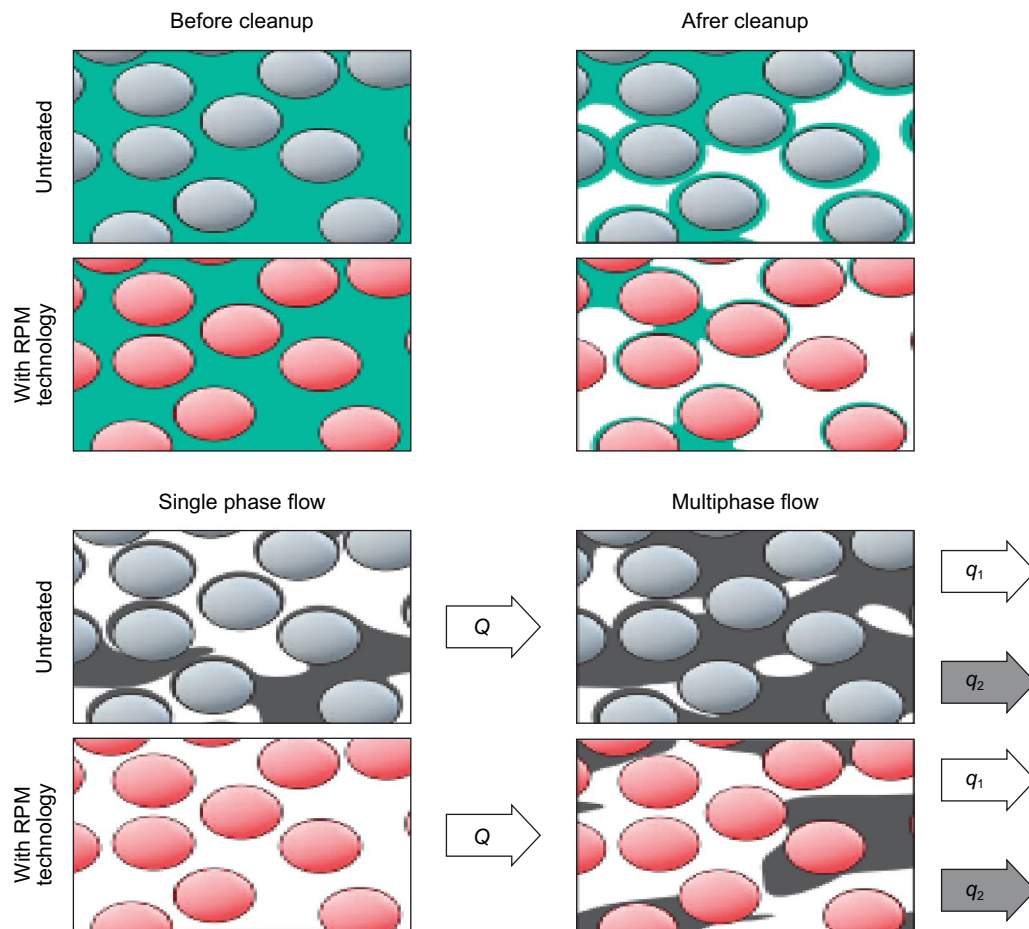 Before cleanup
Afrer cleanup
Untreated
With RPM
technology
Single phase flow
Multiphase flow
Untreated
Q
q1
q2
With RPM
technology
Q
q1
q2